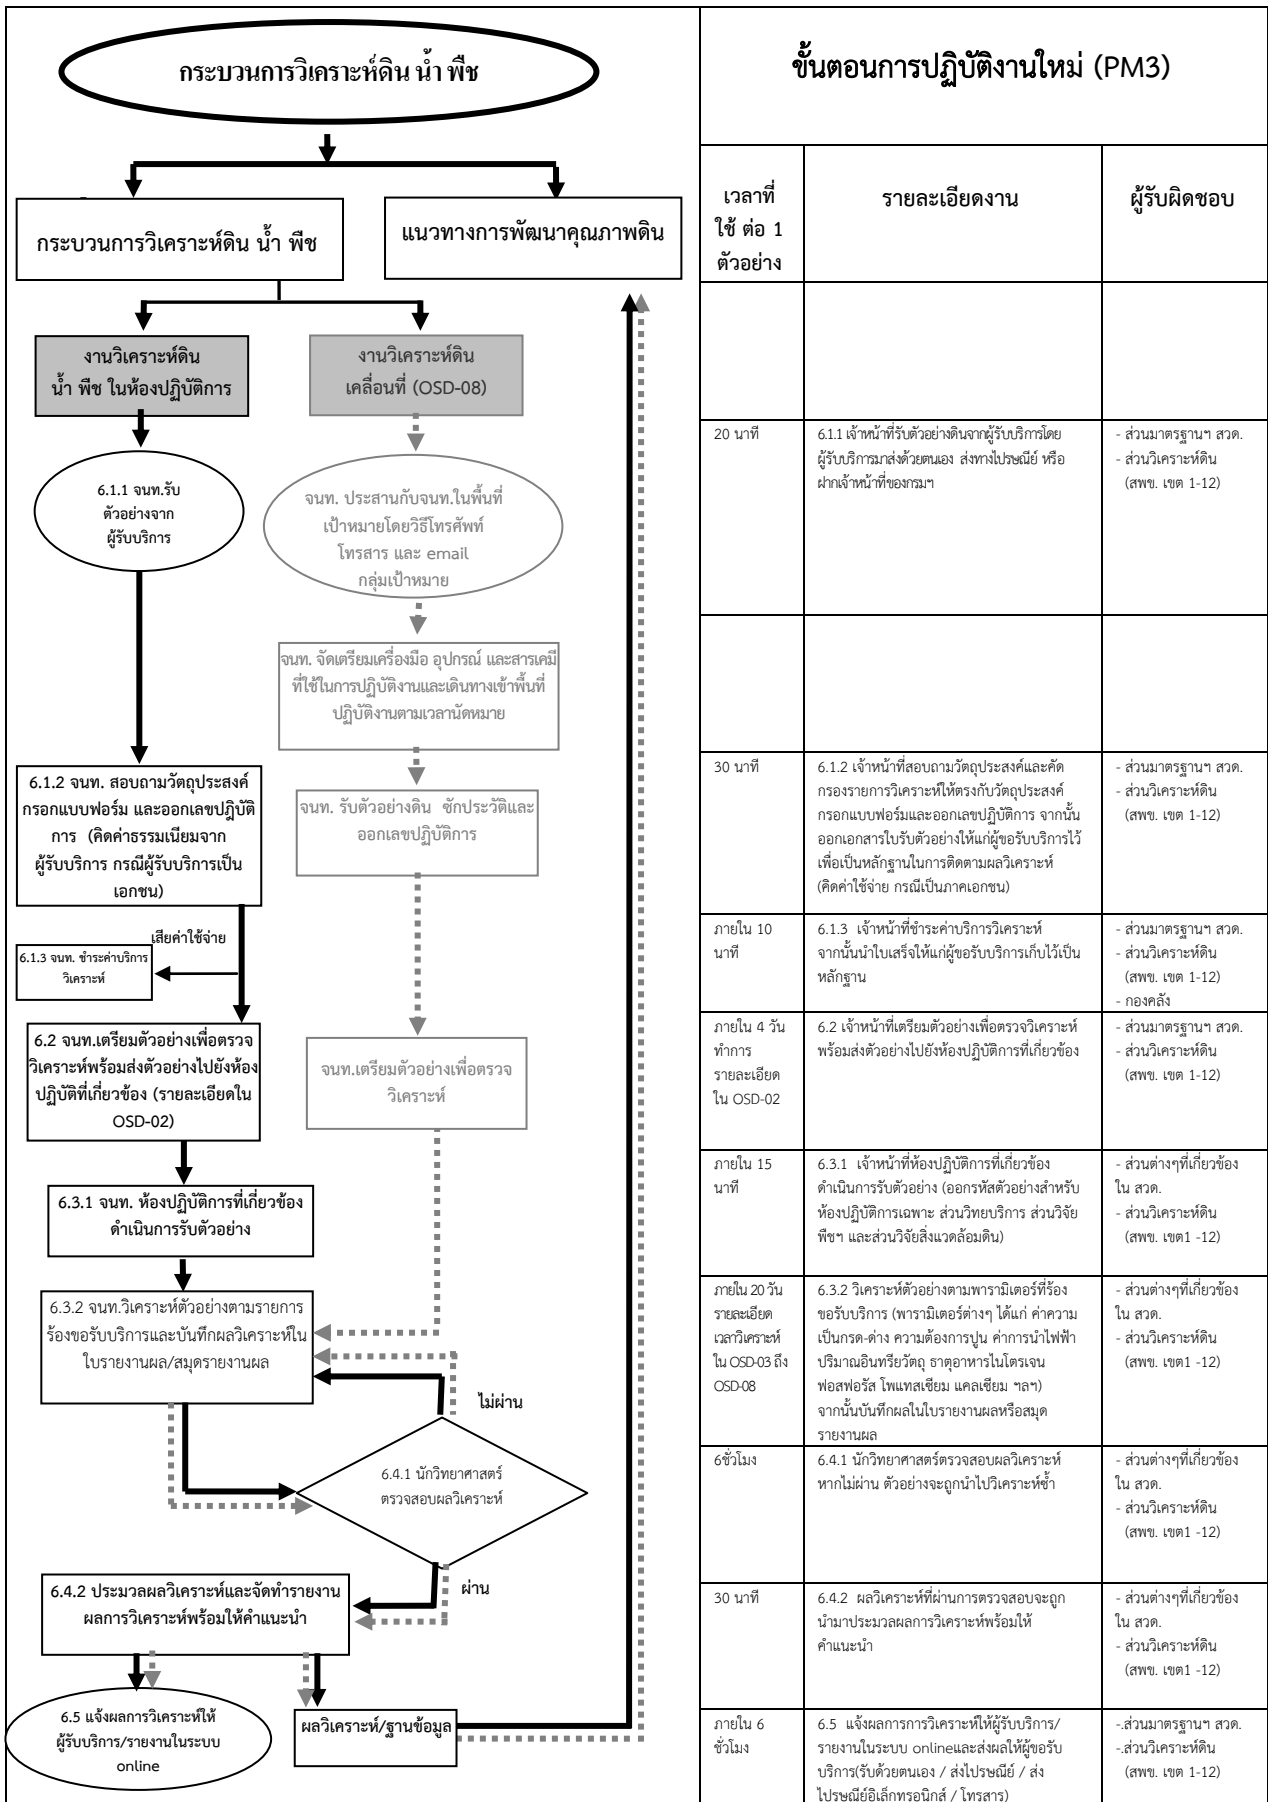 กระบวนการวิเคราะห์ดิน น้ำ พืช
กระบวนการวิเคราะห์ดิน น้ำ พืช
แนวทางการพัฒนาคุณภาพดิน
งานวิเคราะห์ดิน
น้ำ พืช ในห้องปฏิบัติการ
งานวิเคราะห์ดิน
เคลื่อนที่ (OSD-08)
6.1.1 จนท.รับ
ตัวอย่างจาก
ผู้รับบริการ
จนท. ประสานกับจนท.ในพื้นที่
เป้าหมายโดยวิธีโทรศัพท์
โทรสาร และ email
กลุ่มเป้าหมาย
จนท. จัดเตรียมเครื่องมือ อุปกรณ์ และสารเคมี
ที่ใช้ในการปฏิบัติงานและเดินทางเข้าพื้นที่
ปฏิบัติงานตามเวลานัดหมาย
6.1.2 จนท. สอบถามวัตถุประสงค์
กรอกแบบฟอร์ม และออกเลขปฏิบัติ
การ (คิดค่าธรรมเนียมจาก
ผู้รับบริการ กรณีผู้รับบริการเป็น
เอกชน)
จนท. รับตัวอย่างดิน ซักประวัติและ
ออกเลขปฏิบัติการ
เสียค่าใช้จ่าย
6.1.3 จนท. ชำระค่าบริการ
วิเคราะห์
6.2 จนท.เตรียมตัวอย่างเพื่อตรวจ
วิเคราะห์พร้อมส่งตัวอย่างไปยังห้อง
ปฏิบัติที่เกี่ยวข้อง (รายละเอียดใน
OSD-02)
จนท.เตรียมตัวอย่างเพื่อตรวจ
วิเคราะห์
6.3.1 จนท. ห้องปฏิบัติการที่เกี่ยวข้อง
ดำเนินการรับตัวอย่าง
6.3.2 จนท.วิเคราะห์ตัวอย่างตามรายการ
ร้องขอรับบริการและบันทึกผลวิเคราะห์ใน
ใบรายงานผล/สมุดรายงานผล
ไม่ผ่าน
6.4.1 นักวิทยาศาสตร์
ตรวจสอบผลวิเคราะห์
ผ่าน
6.4.2 ประมวลผลวิเคราะห์และจัดทำรายงาน
ผลการวิเคราะห์พร้อมให้คำแนะนำ
6.5 แจ้งผลการวิเคราะห์ให้
ผู้รับบริการ/รายงานในระบบ
online
ผลวิเคราะห์/ฐานข้อมูล
ขั้นตอนการปฏิบัติงานใหม่ (PM3)
เวลาที่
ใช้ ต่อ 1
ตัวอย่าง
รายละเอียดงาน
ผู้รับผิดชอบ
20 นาที
6.1.1 เจ้าหน้าที่รับตัวอย่างดินจากผู้รับบริการโดย
ผู้รับบริการมาส่งด้วยตนเอง ส่งทางไปรษณีย์ หรือ
ฝากเจ้าหน้าที่ของกรมฯ
- ส่วนมาตรฐานฯ สวด.
- ส่วนวิเคราะห์ดิน
(สพข. เขต 1-12)
30 นาที
6.1.2 เจ้าหน้าที่สอบถามวัตถุประสงค์และคัด
กรองรายการวิเคราะห์ให้ตรงกับวัตถุประสงค์
กรอกแบบฟอร์มและออกเลขปฏิบัติการ จากนั้น
ออกเอกสารใบรับตัวอย่างให้แก่ผู้ขอรับบริการไว้
เพื่อเป็นหลักฐานในการติดตามผลวิเคราะห์
(คิดค่าใช้จ่าย กรณีเป็นภาคเอกชน)
- ส่วนมาตรฐานฯ สวด.
- ส่วนวิเคราะห์ดิน
(สพข. เขต 1-12)
ภายใน 10
นาที
6.1.3 เจ้าหน้าที่ชำระค่าบริการวิเคราะห์
จากนั้นนำใบเสร็จให้แก่ผู้ขอรับบริการเก็บไว้เป็น
หลักฐาน
- ส่วนมาตรฐานฯ สวด.
- ส่วนวิเคราะห์ดิน
(สพข. เขต 1-12)
- กองคลัง
ภายใน 4 วัน
ทำการ
รายละเอียด
ใน OSD-02
6.2 เจ้าหน้าที่เตรียมตัวอย่างเพื่อตรวจวิเคราะห์
พร้อมส่งตัวอย่างไปยังห้องปฏิบัติการที่เกี่ยวข้อง
- ส่วนมาตรฐานฯ สวด.
- ส่วนวิเคราะห์ดิน
(สพข. เขต 1-12)
ภายใน 15
นาที
6.3.1 เจ้าหน้าที่ห้องปฏิบัติการที่เกี่ยวข้อง
ดำเนินการรับตัวอย่าง (ออกรหัสตัวอย่างสำหรับ
ห้องปฏิบัติการเฉพาะ ส่วนวิทยบริการ ส่วนวิจัย
พืชฯ และส่วนวิจัยสิ่งแวดล้อมดิน)
- ส่วนต่างๆที่เกี่ยวข้อง
ใน สวด.
- ส่วนวิเคราะห์ดิน
(สพข. เขต1 -12)
ภายใน 20 วัน
รายละเอียด
เวลาวิเคราะห์
ใน OSD-03 ถึง
OSD-08
6.3.2 วิเคราะห์ตัวอย่างตามพารามิเตอร์ที่ร้อง
ขอรับบริการ (พารามิเตอร์ต่างๆ ได้แก่ ค่าความ
เป็นกรด-ด่าง ความต้องการปูน ค่าการนำไฟฟ้า
ปริมาณอินทรียวัตถุ ธาตุอาหารไนโตรเจน
ฟอสฟอรัส โพแทสเซียม แคลเซียม ฯลฯ)
จากนั้นบันทึกผลในใบรายงานผลหรือสมุด
รายงานผล
- ส่วนต่างๆที่เกี่ยวข้อง
ใน สวด.
- ส่วนวิเคราะห์ดิน
(สพข. เขต1 -12)
6ชั่วโมง
6.4.1 นักวิทยาศาสตร์ตรวจสอบผลวิเคราะห์
หากไม่ผ่าน ตัวอย่างจะถูกนำไปวิเคราะห์ซ้ำ
- ส่วนต่างๆที่เกี่ยวข้อง
ใน สวด.
- ส่วนวิเคราะห์ดิน
(สพข. เขต1 -12)
30 นาที
6.4.2 ผลวิเคราะห์ที่ผ่านการตรวจสอบจะถูก
นำมาประมวลผลการวิเคราะห์พร้อมให้
คำแนะนำ
- ส่วนต่างๆที่เกี่ยวข้อง
ใน สวด.
- ส่วนวิเคราะห์ดิน
(สพข. เขต1 -12)
ภายใน 6
ชั่วโมง
6.5 แจ้งผลการการวิเคราะห์ให้ผู้รับบริการ/
รายงานในระบบ onlineและส่งผลให้ผู้ขอรับ
บริการ(รับด้วยตนเอง / ส่งไปรษณีย์ / ส่ง
ไปรษณีย์อิเล็กทรอนิกส์ / โทรสาร)
-.ส่วนมาตรฐานฯ สวด.
-.ส่วนวิเคราะห์ดิน
(สพข. เขต 1-12)